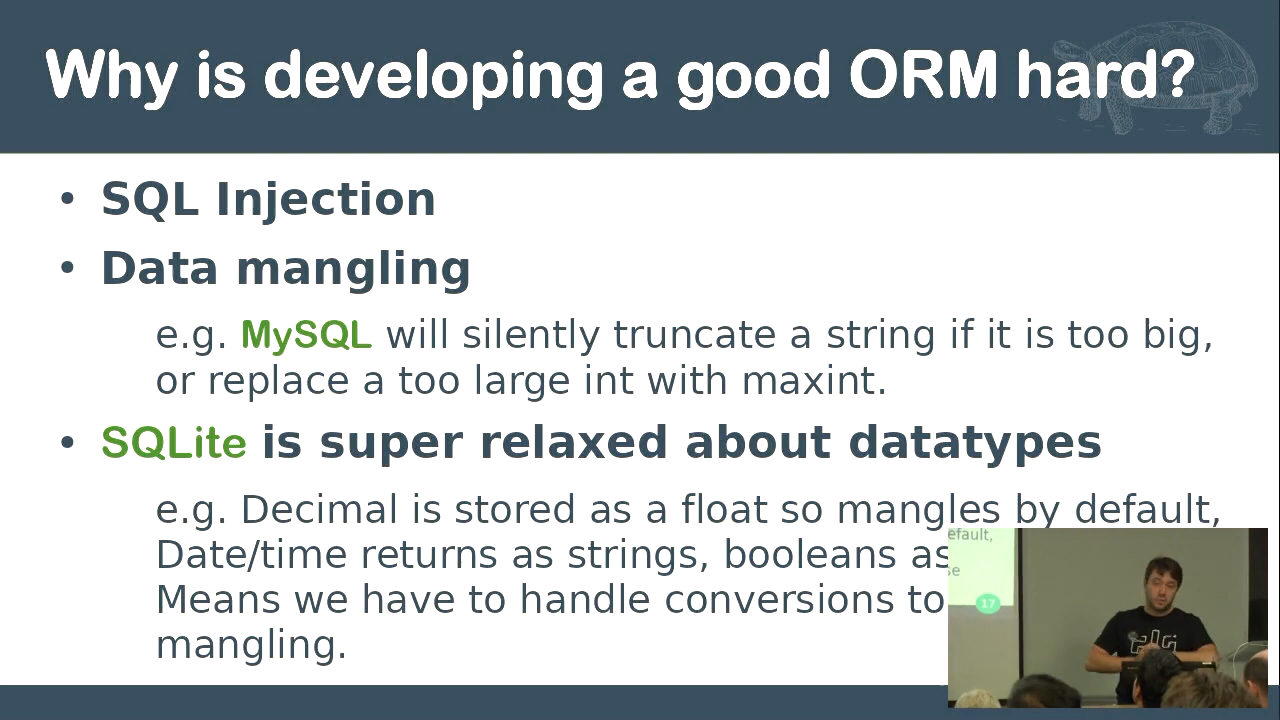 Why is developing a good ORM hard?
• SQL Injection
• Data mangling
e.g. MySQL will silently truncate a string if it is too big,
or replace a too large int with maxint.
• SQLite is super relaxed about datatypes
e.g. Decimal is stored as a float so mangles by default,
Date/time returns as strings, booleans as
Means we have to handle conversions to
mangling.
efault,
se
17